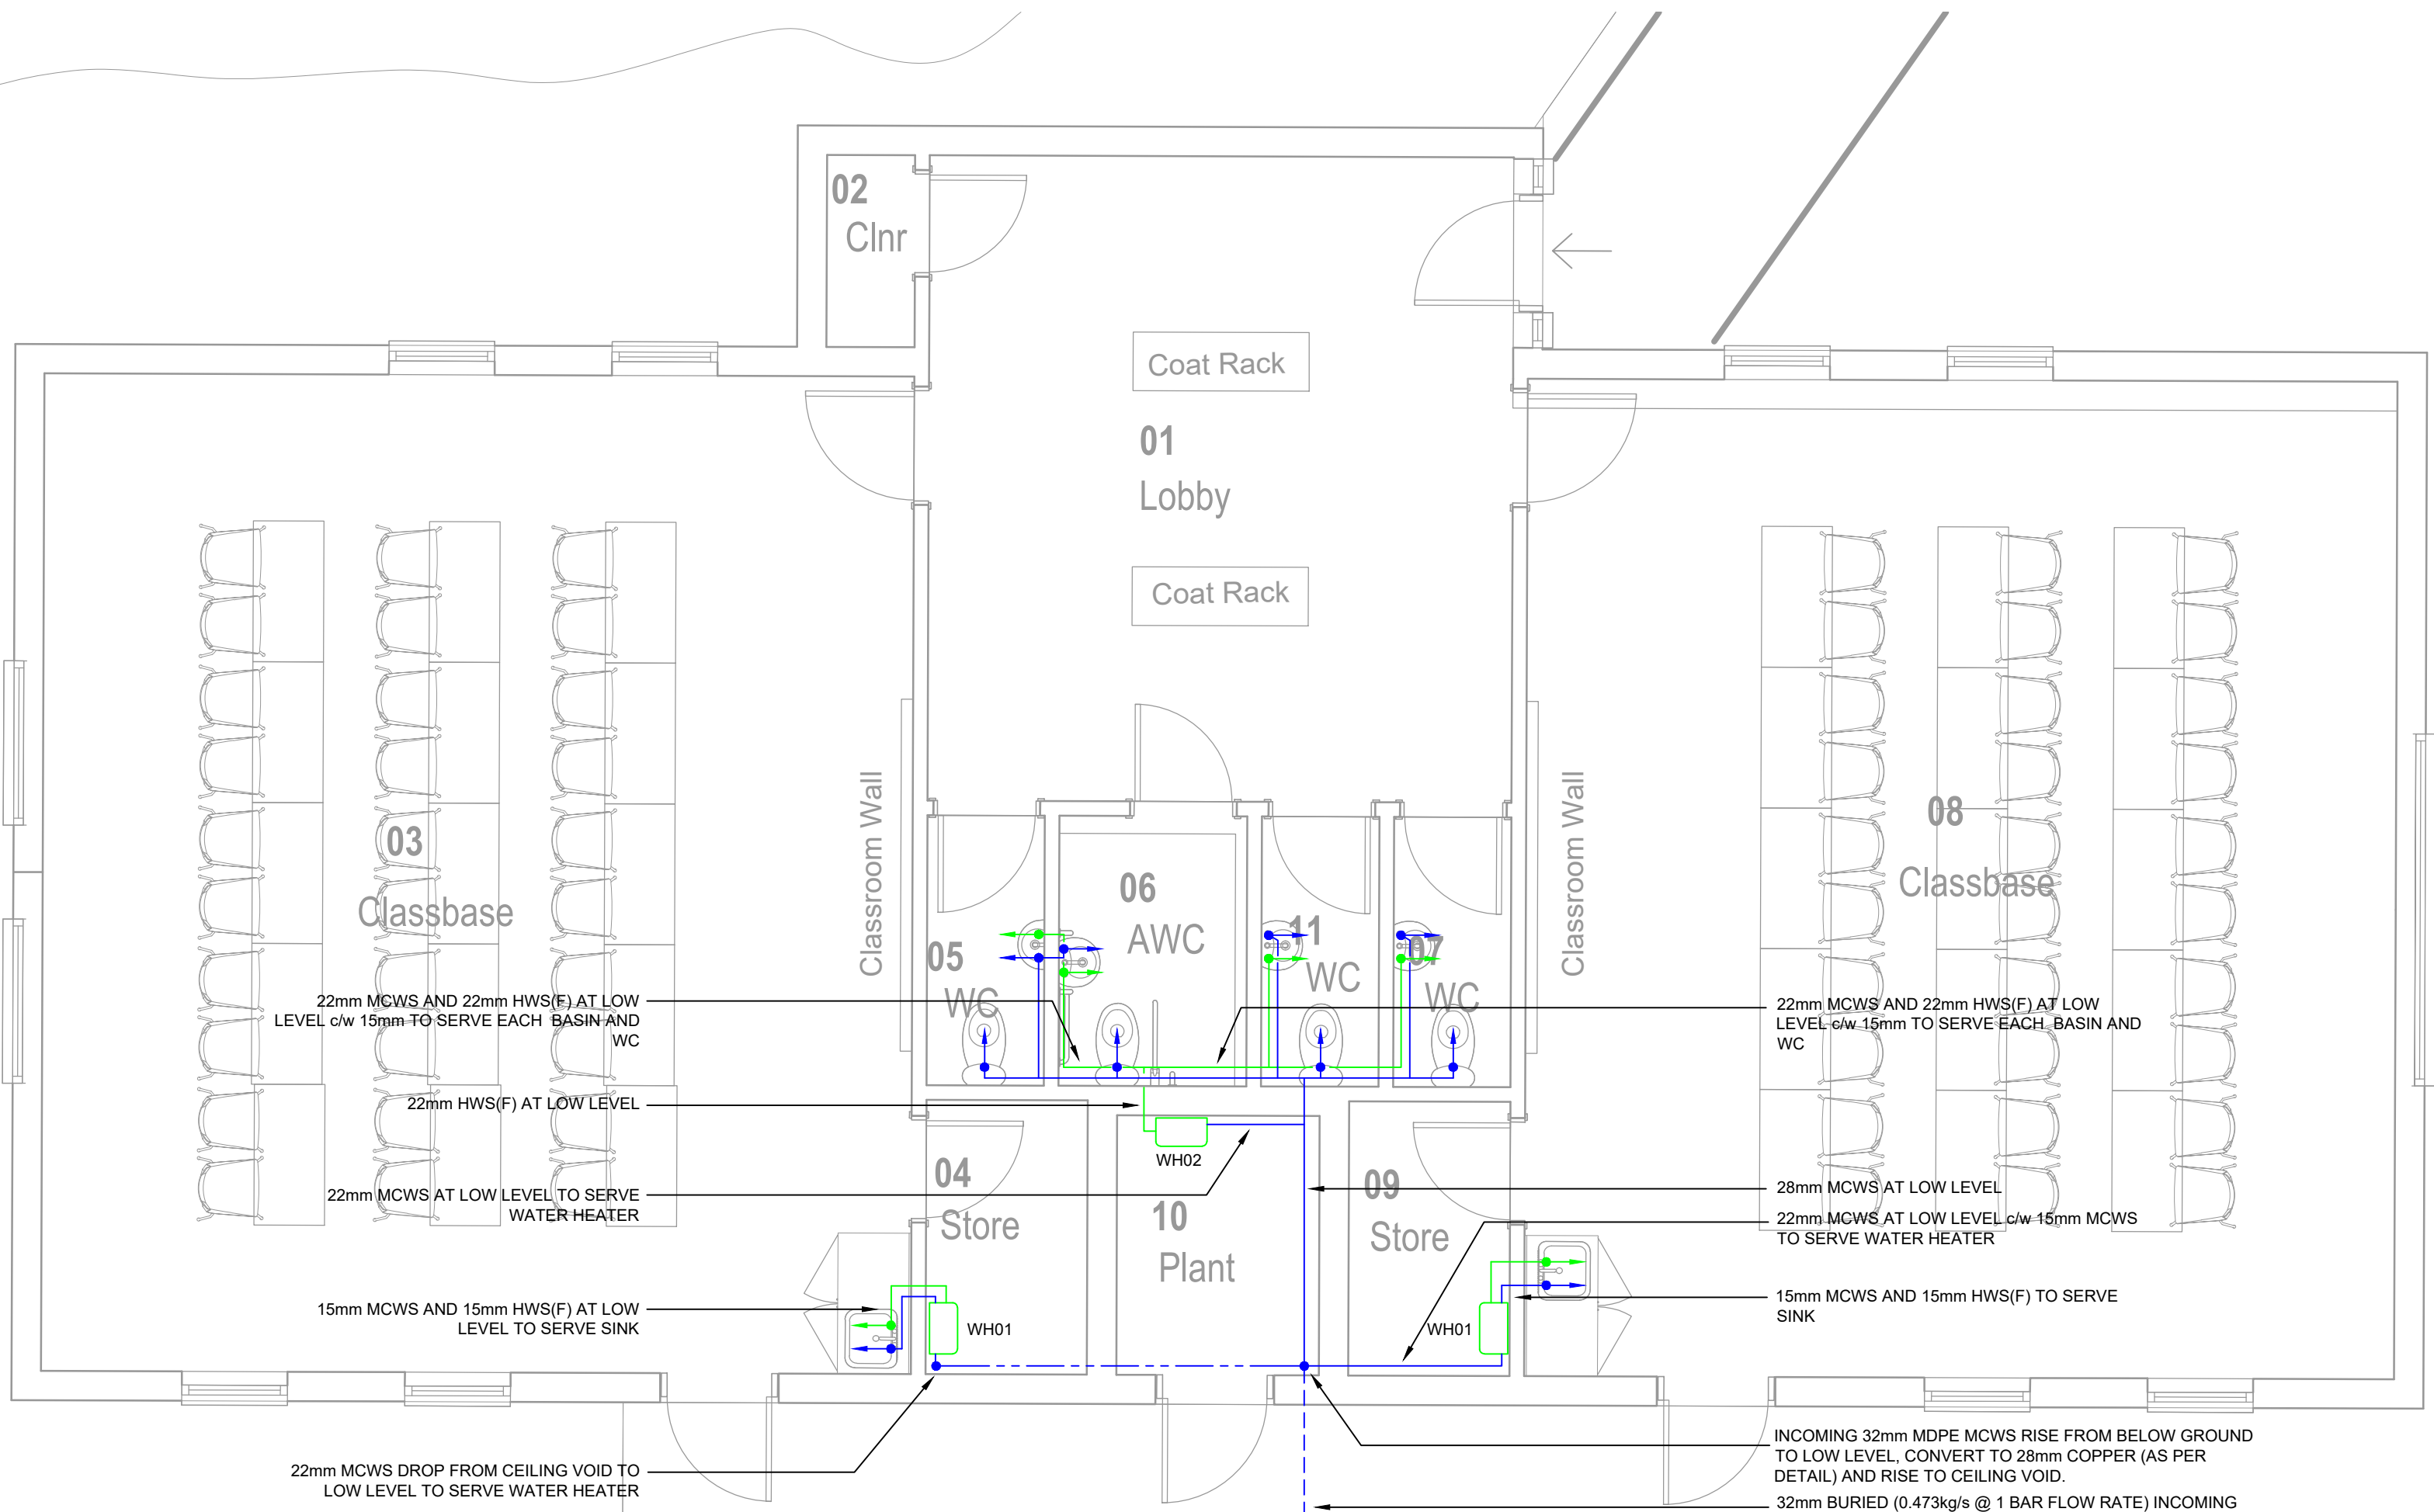 02
Clnr
Coat Rack
01
Lobby
Coat Rack
Classroom Wall
Classroom Wall
03
Classbase
08
Classbase
05
WC
06
AWC
11
WC
07
WC
22mm MCWS AND 22mm HWS(F) AT LOW
LEVEL c/w 15mm TO SERVE EACH BASIN AND
WC
22mm MCWS AND 22mm HWS(F) AT LOW
LEVEL c/w 15mm TO SERVE EACH BASIN AND
WC
22mm HWS(F) AT LOW LEVEL
WH02
04
Store
10
Plant
09
Store
22mm MCWS AT LOW LEVEL TO SERVE
WATER HEATER
28mm MCWS AT LOW LEVEL
22mm MCWS AT LOW LEVEL c/w 15mm MCWS
TO SERVE WATER HEATER
15mm MCWS AND 15mm HWS(F) AT LOW
LEVEL TO SERVE SINK
WH01
WH01
15mm MCWS AND 15mm HWS(F) TO SERVE
SINK
22mm MCWS DROP FROM CEILING VOID TO
LOW LEVEL TO SERVE WATER HEATER
INCOMING 32mm MDPE MCWS RISE FROM BELOW GROUND
TO LOW LEVEL, CONVERT TO 28mm COPPER (AS PER
DETAIL) AND RISE TO CEILING VOID.
32mm BURIED (0.473kg/s @ 1 BAR FLOW RATE) INCOMING